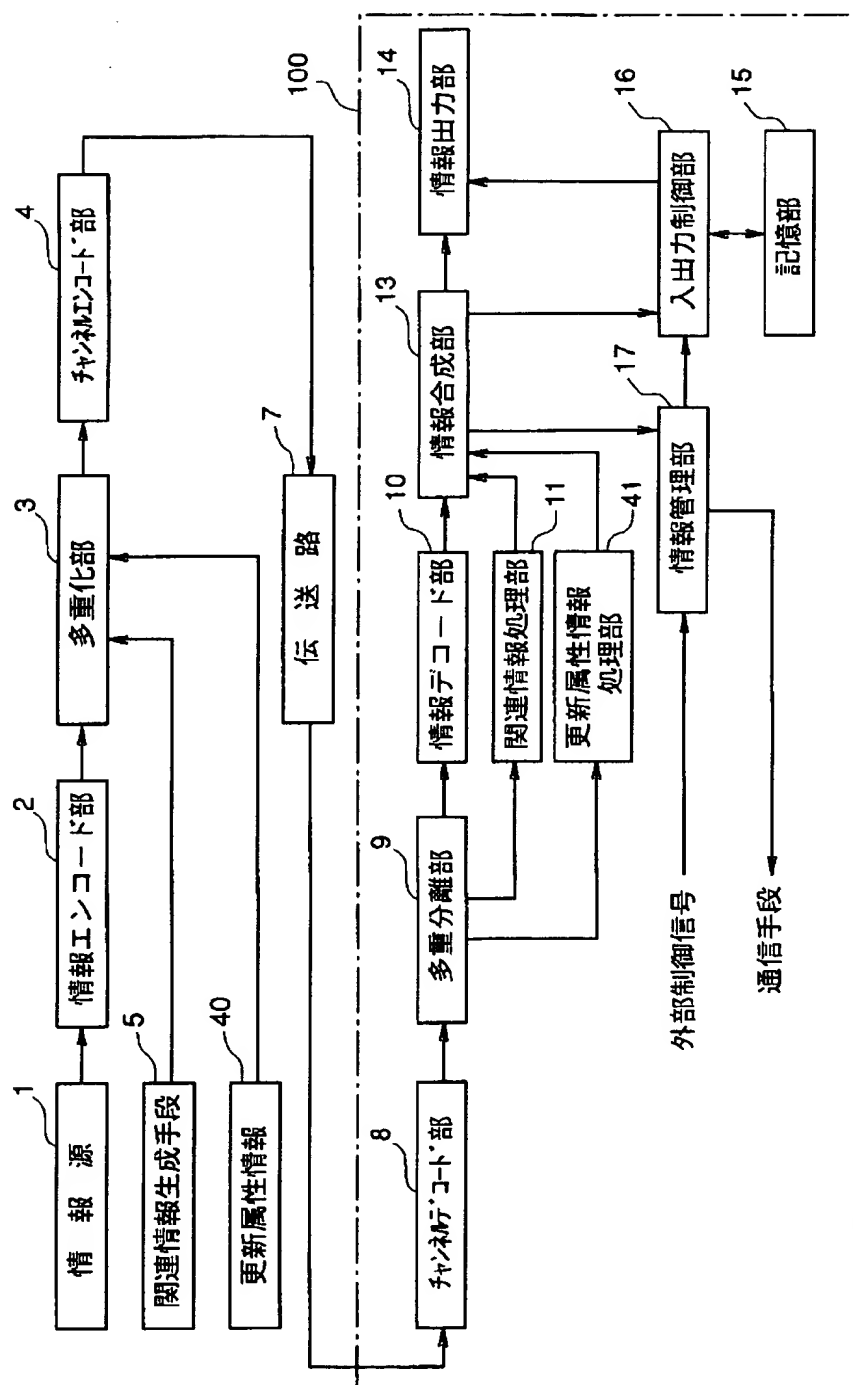 1
情報源
2
情報エンコード部
3
多重化部
4
チャンネルエンコード部
5
関連情報生成手段
40
更新属性情報
7
伝送路
100
8
チャンネルデコード部
9
多重分離部
10
情報デコード部
11
関連情報処理部
41
更新属性情報
処理部
13
情報合成部
14
情報出力部
16
入出力制御部
15
記憶部
17
情報管理部
外部制御信号
通信手段